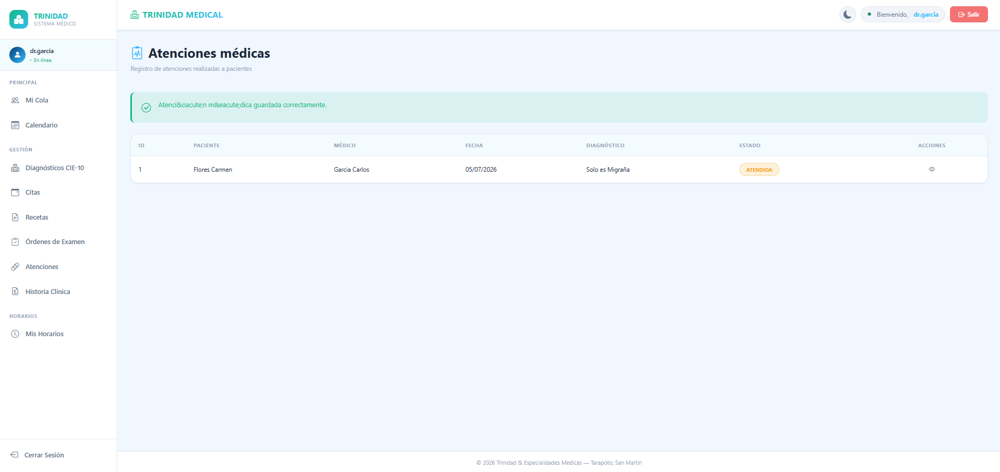 TRINIDAD
SISTEMA MÉDICO
dr.garcia
• En línea
PRINCIPAL
Mi Cola
Calendario
GESTIÓN
Diagnósticos CIE-10
Citas
Recetas
Órdenes de Examen
Atenciones
Historia Clínica
HORARIOS
Mis Horarios
Cerrar Sesión
TRINIDAD MEDICAL
Bienvenido, dr.garcia
Salir
Atenciones médicas
Registro de atenciones realizadas a pacientes
Atenci&oacute;n m&eacute;dica guardada correctamente.
ID PACIENTE MÉDICO FECHA DIAGNÓSTICO ESTADO ACCIONES
1 Flores Carmen Garcia Carlos 05/07/2026 Solo es Migraña ATENDIDA
© 2026 Trinidad & Especialidades Medicas — Tarapoto, San Martin